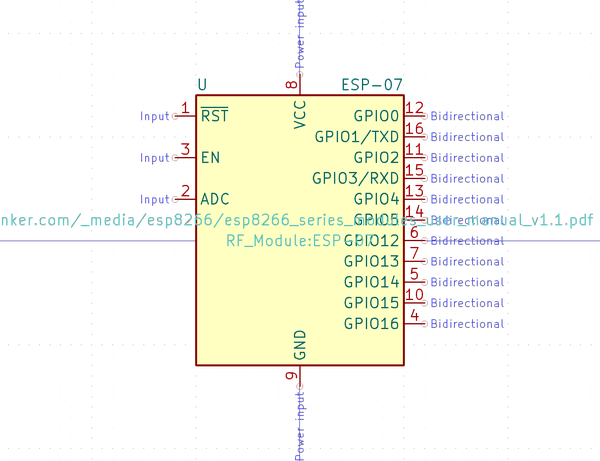 Power input
8
U
ESP-07
VCC
Input 1 RST
Input 3 EN
Input 2 ADC
GPIO0 12 Bidirectional
GPIO1/TXD 16 Bidirectional
GPIO2 11 Bidirectional
GPIO3/RXD 15 Bidirectional
GPIO4 13 Bidirectional
GPIO5 14 Bidirectional
nker.com/_media/esp8256/esp8266_series_modules_user_manual_v1.1.pdf
GPIO12 6 Bidirectional
RF_Module:ESP-07
GPIO13 7 Bidirectional
GPIO14 5 Bidirectional
GPIO15 10 Bidirectional
GPIO16 4 Bidirectional
GND
9
Power input